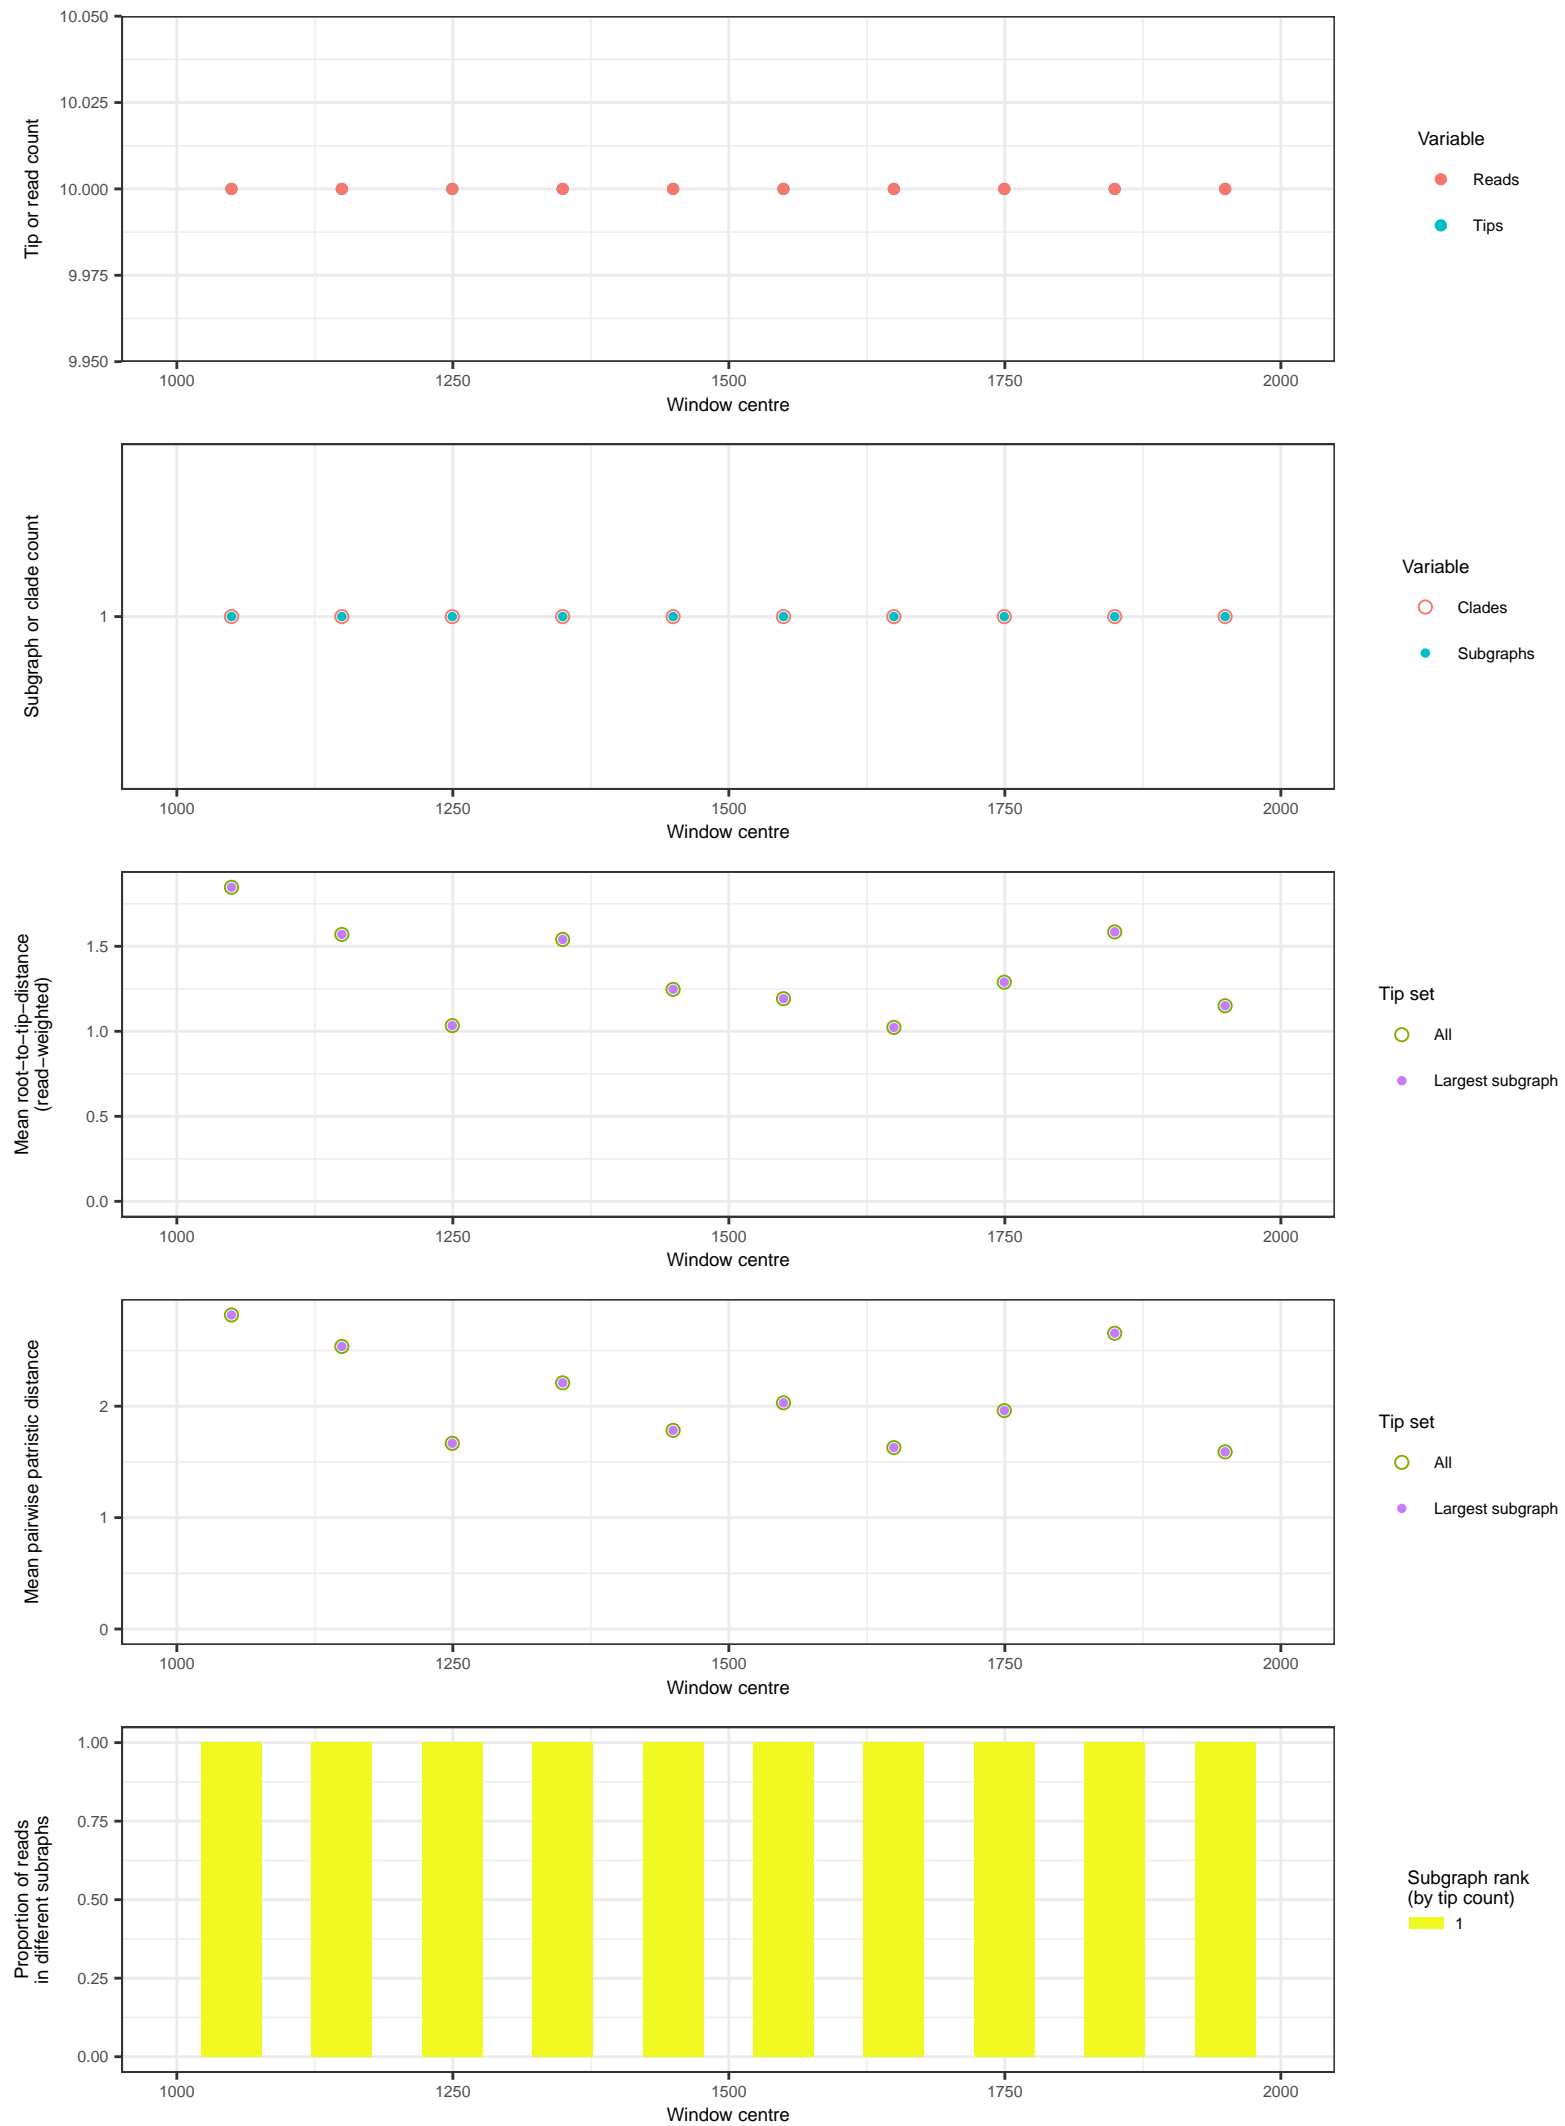 10.050
10.025
10.000
9.975
9.950
Tip or read count
1000 1250 1500 1750 2000
Window centre
Variable
Reads
Tips
1
Subgraph or clade count
1000 1250 1500 1750 2000
Window centre
Variable
Clades
Subgraphs
1.5
1.0
0.5
0.0
Mean root−to−tip−distance
(read−weighted)
1000 1250 1500 1750 2000
Window centre
Tip set
All
Largest subgraph
2
1
0
Mean pairwise patristic distance
1000 1250 1500 1750 2000
Window centre
Tip set
All
Largest subgraph
1.00
0.75
0.50
0.25
0.00
Proportion of reads
in different subraphs
1000 1250 1500 1750 2000
Window centre
Subgraph rank
(by tip count)
1